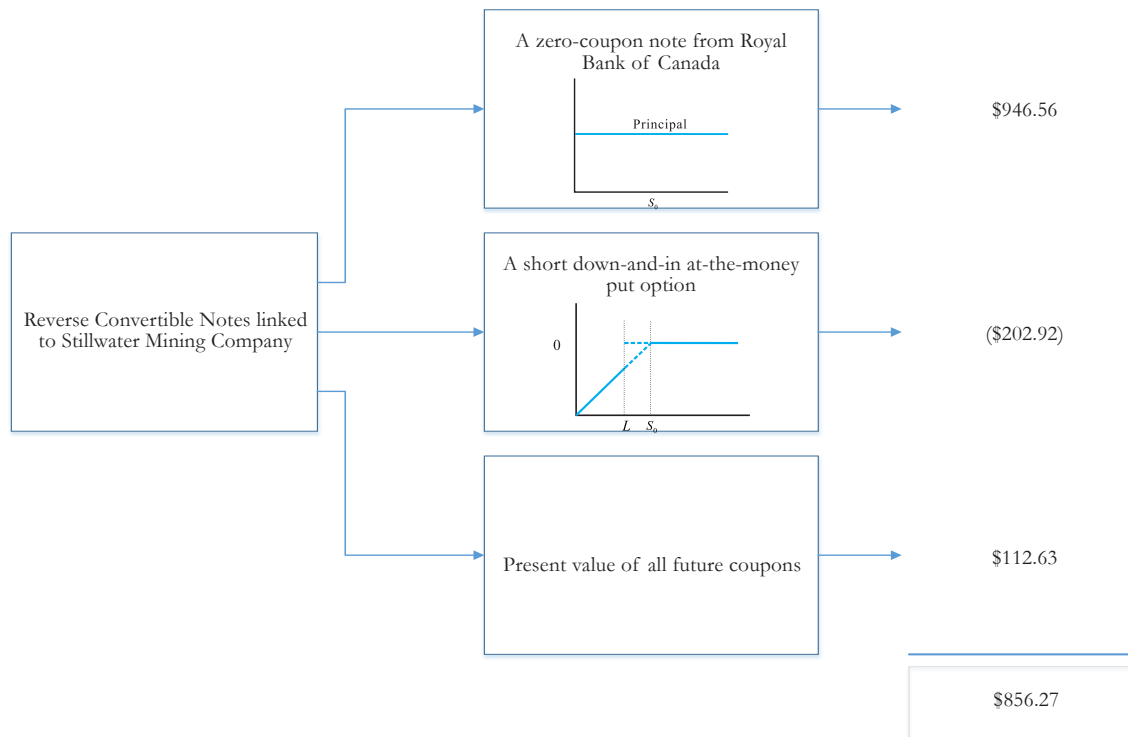 A zero-coupon note from Royal
Bank of Canada
Principal
S0
$946.56
Reverse Convertible Notes linked
to Stillwater Mining Company
A short down-and-in at-the-money
put option
0
L S0
($202.92)
Present value of all future coupons
$112.63
$856.27